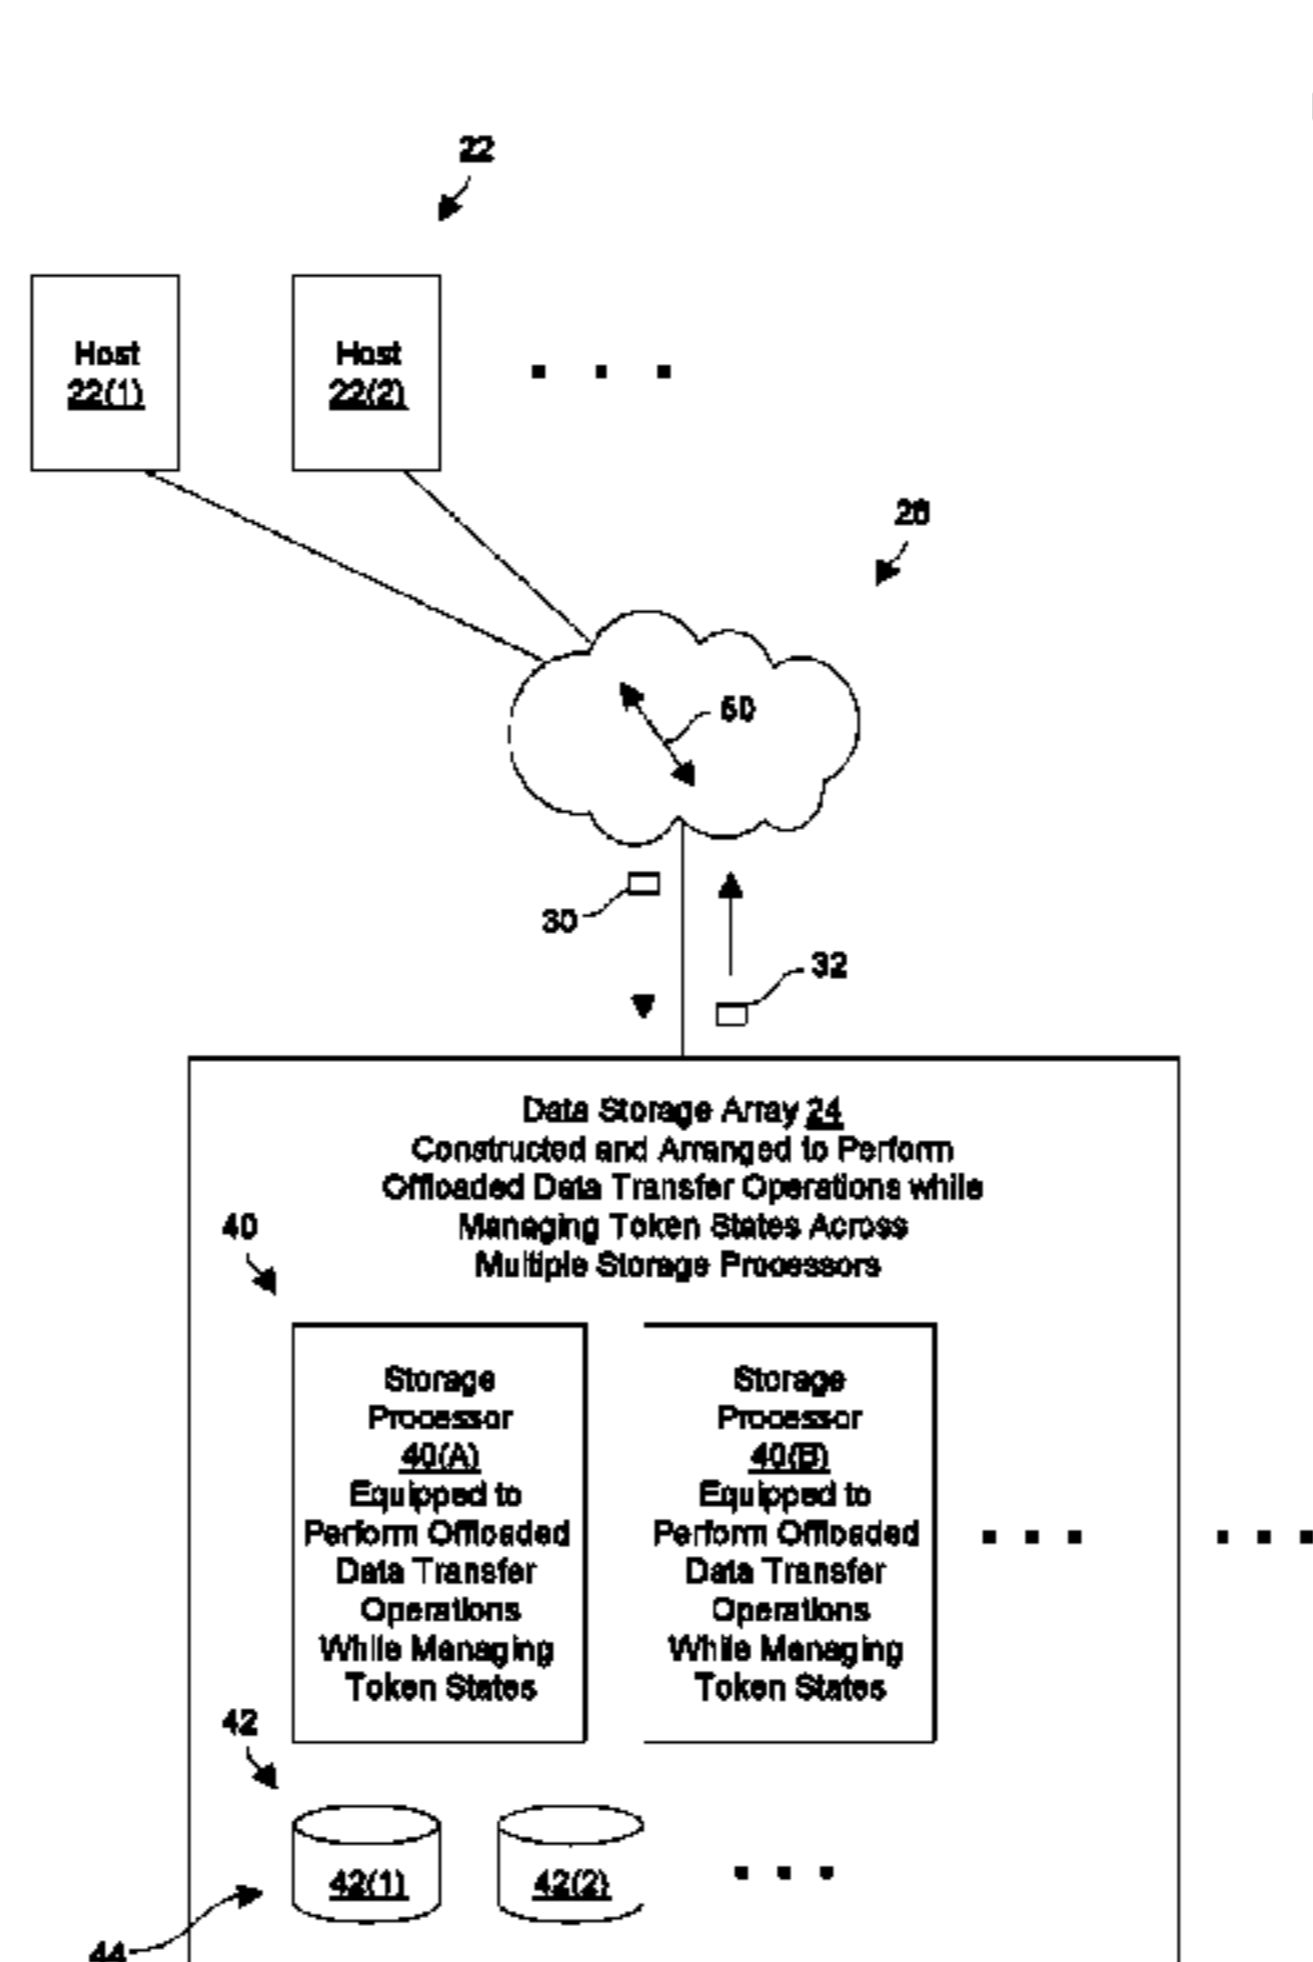 22
Host
22(1)
Host
22(2)
. . .
26
50
30
32
Data Storage Array 24
Constructed and Arranged to Perform
Offloaded Data Transfer Operations while
Managing Token States Across
Multiple Storage Processors
40
Storage
Processor
40(A)
Equipped to
Perform Offloaded
Data Transfer
Operations
While Managing
Token States
Storage
Processor
40(B)
Equipped to
Perform Offloaded
Data Transfer
Operations
While Managing
Token States
. . .
. . .
42
42(1)
42(2)
. . .
44